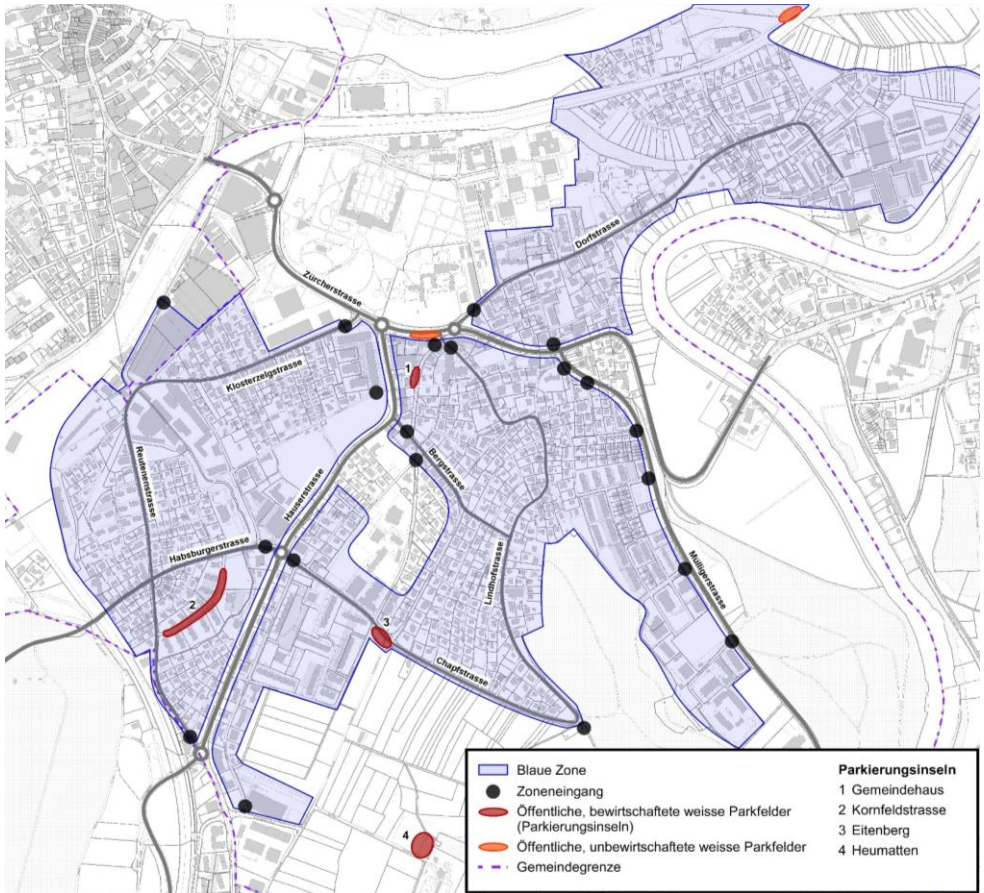 Dorfstrasse
Zürcherstrasse
1
Klosterzelgstrasse
Reutenenstrasse
Hauserstrasse
Bergstrasse
Habsburgerstrasse
Lindhofstrasse
Mülligerstrasse
2
3
Chapfstrasse
4
Blaue Zone
Zoneneingang
Öffentliche, bewirtschaftete weisse Parkfelder
(Parkierungsinseln)
Öffentliche, unbewirtschaftete weisse Parkfelder
Gemeindegrenze
Parkierungsinseln
1 Gemeindehaus
2 Kornfeldstrasse
3 Eitenberg
4 Heumatten